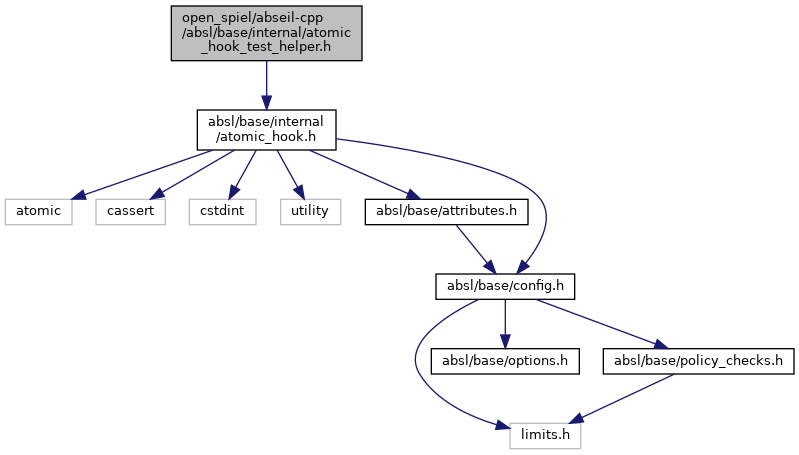 open_spiel/abseil-cpp
/absl/base/internal/atomic
_hook_test_helper.h
absl/base/internal
/atomic_hook.h
atomic
cassert
cstdint
utility
absl/base/attributes.h
absl/base/config.h
absl/base/options.h
absl/base/policy_checks.h
limits.h